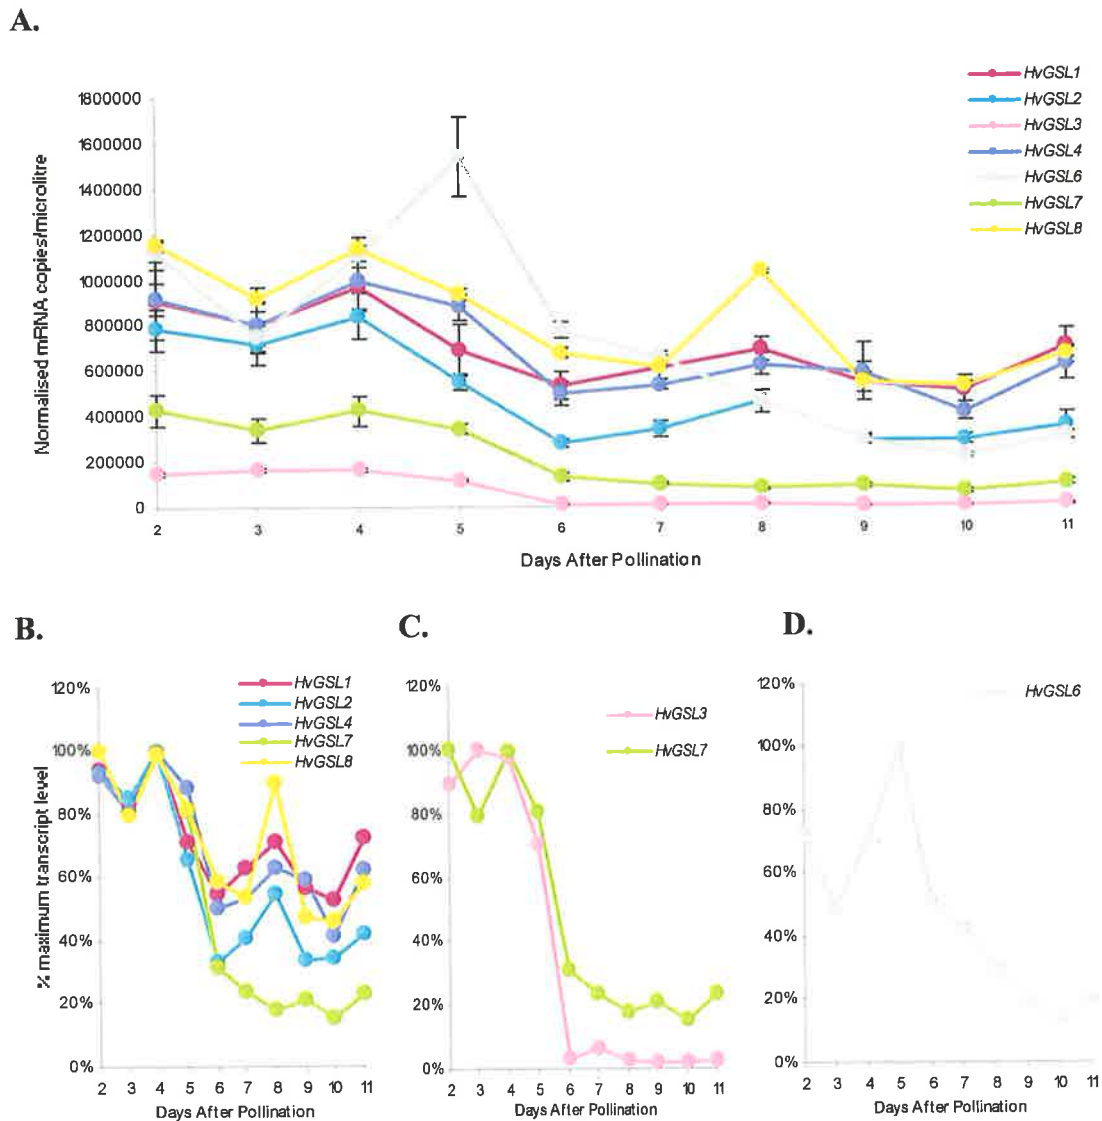 A.
HvGSL1
HvGSL2
HvGSL3
HvGSL4
HvGSL6
HvGSL7
HvGSL8
Normalised mRNA copies/microlitre
1800000
1600000
1400000
1200000
1000000
800000
600000
400000
200000
0
2 3 4 5 6 7 8 9 10 11
Days After Pollination
B.
HvGSL1
HvGSL2
HvGSL4
HvGSL7
HvGSL8
% maximum transcript level
120%
100%
80%
60%
40%
20%
0%
2 3 4 5 6 7 8 9 10 11
Days After Pollination
C.
HvGSL3
HvGSL7
120%
100%
80%
60%
40%
20%
0%
2 3 4 5 6 7 8 9 10 11
Days After Pollination
D.
HvGSL6
120%
100%
80%
60%
40%
20%
0%
2 3 4 5 6 7 8 9 10 11
Days After Pollination